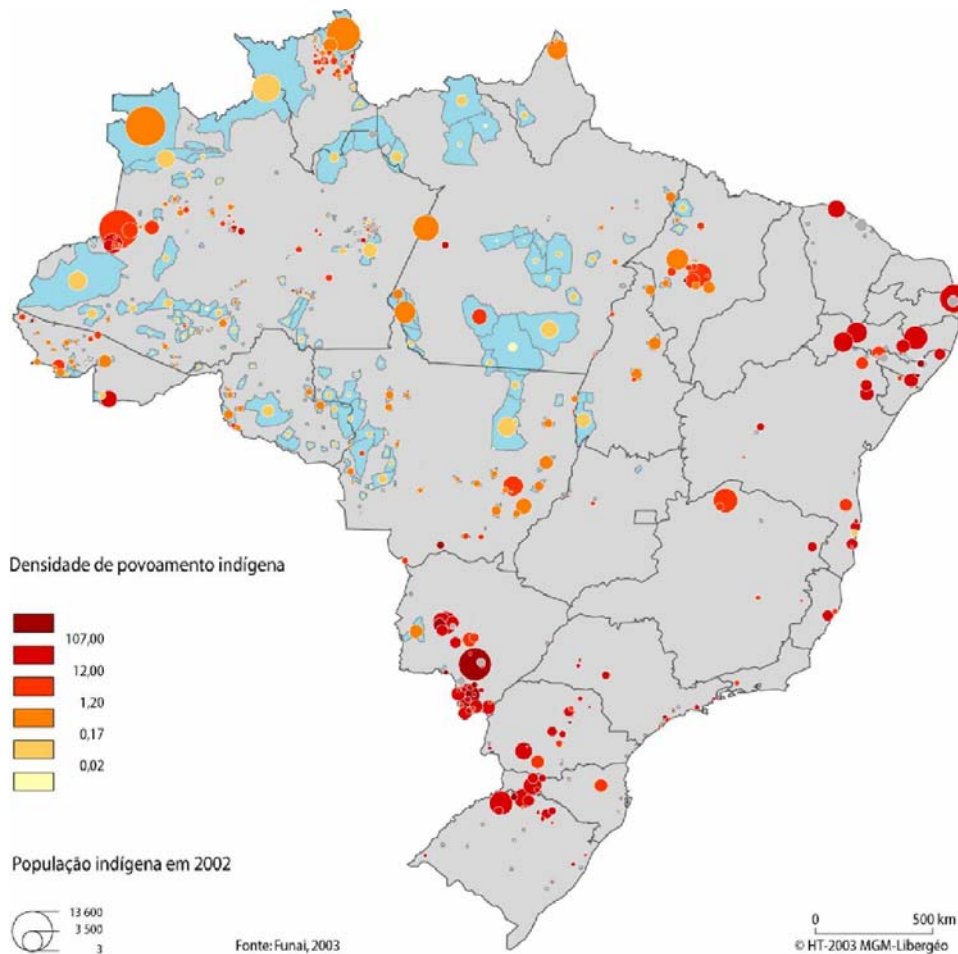 Densidade de povoamento indígena
107,00
12,00
1,20
0,17
0,02
População indígena em 2002
13 600
3 500
3
Fonte: Funai, 2003
0 500 km
© HT-2003 MGM-Libergéo